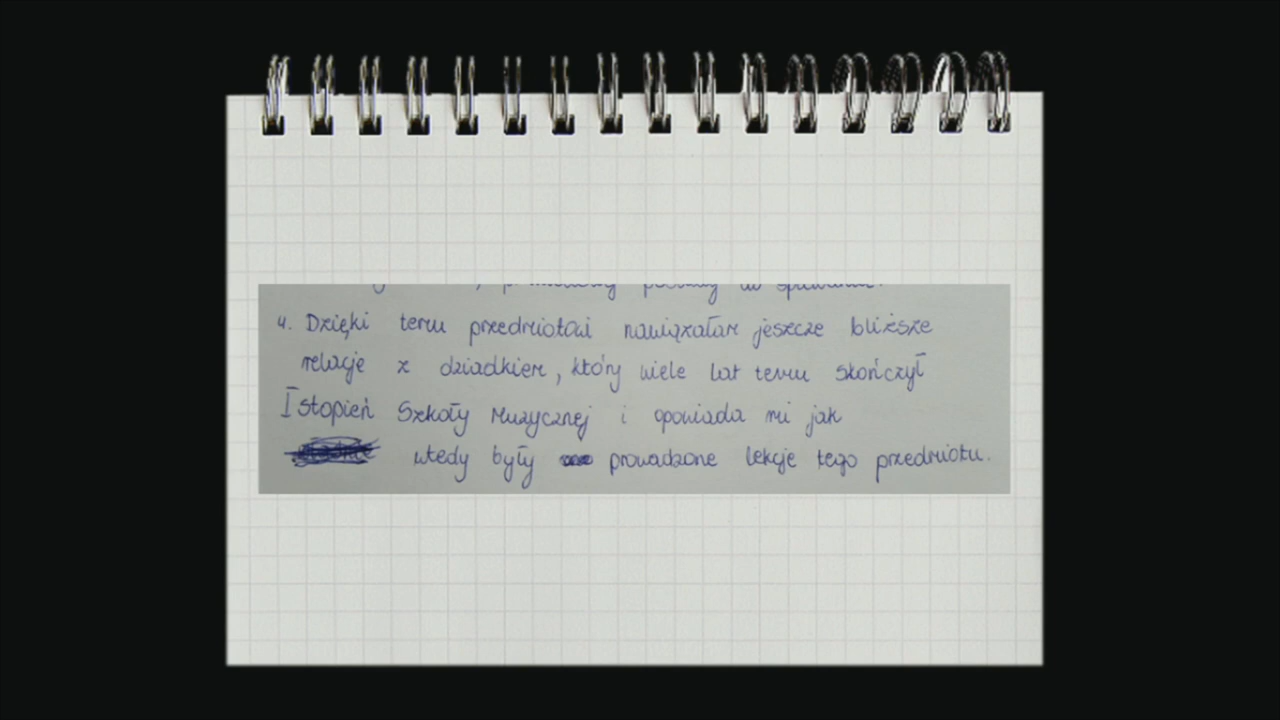 4. Dzięki temu przedmiotowi nawiązałam jeszcze bliższe
relacje z dziadkiem, który wiele lat temu skończył
I stopień Szkoły Muzycznej i opowiada mi jak
wtedy były prowadzone lekcje tego przedmiotu.